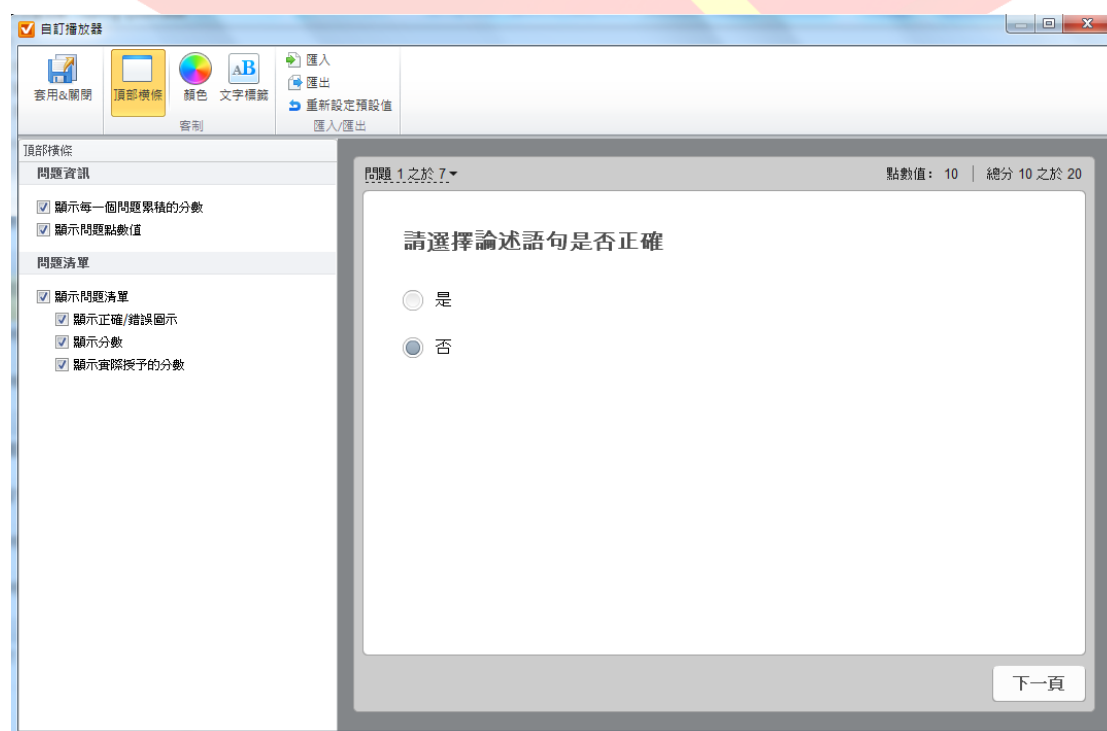 自訂播放器
套用&關閉
頂部橫條
顏色
文字標籤
客制
匯入
匯出
重新設定預設值
匯入/匯出
頂部橫條
問題資訊
顯示每一個問題累積的分數
顯示問題點數值
問題清單
顯示問題清單
顯示正確/錯誤圖示
顯示分數
顯示實際授予的分數
問題 1 之於 7
點數值： 10 │ 總分 10 之於 20
請選擇論述語句是否正確
是
否
下一頁